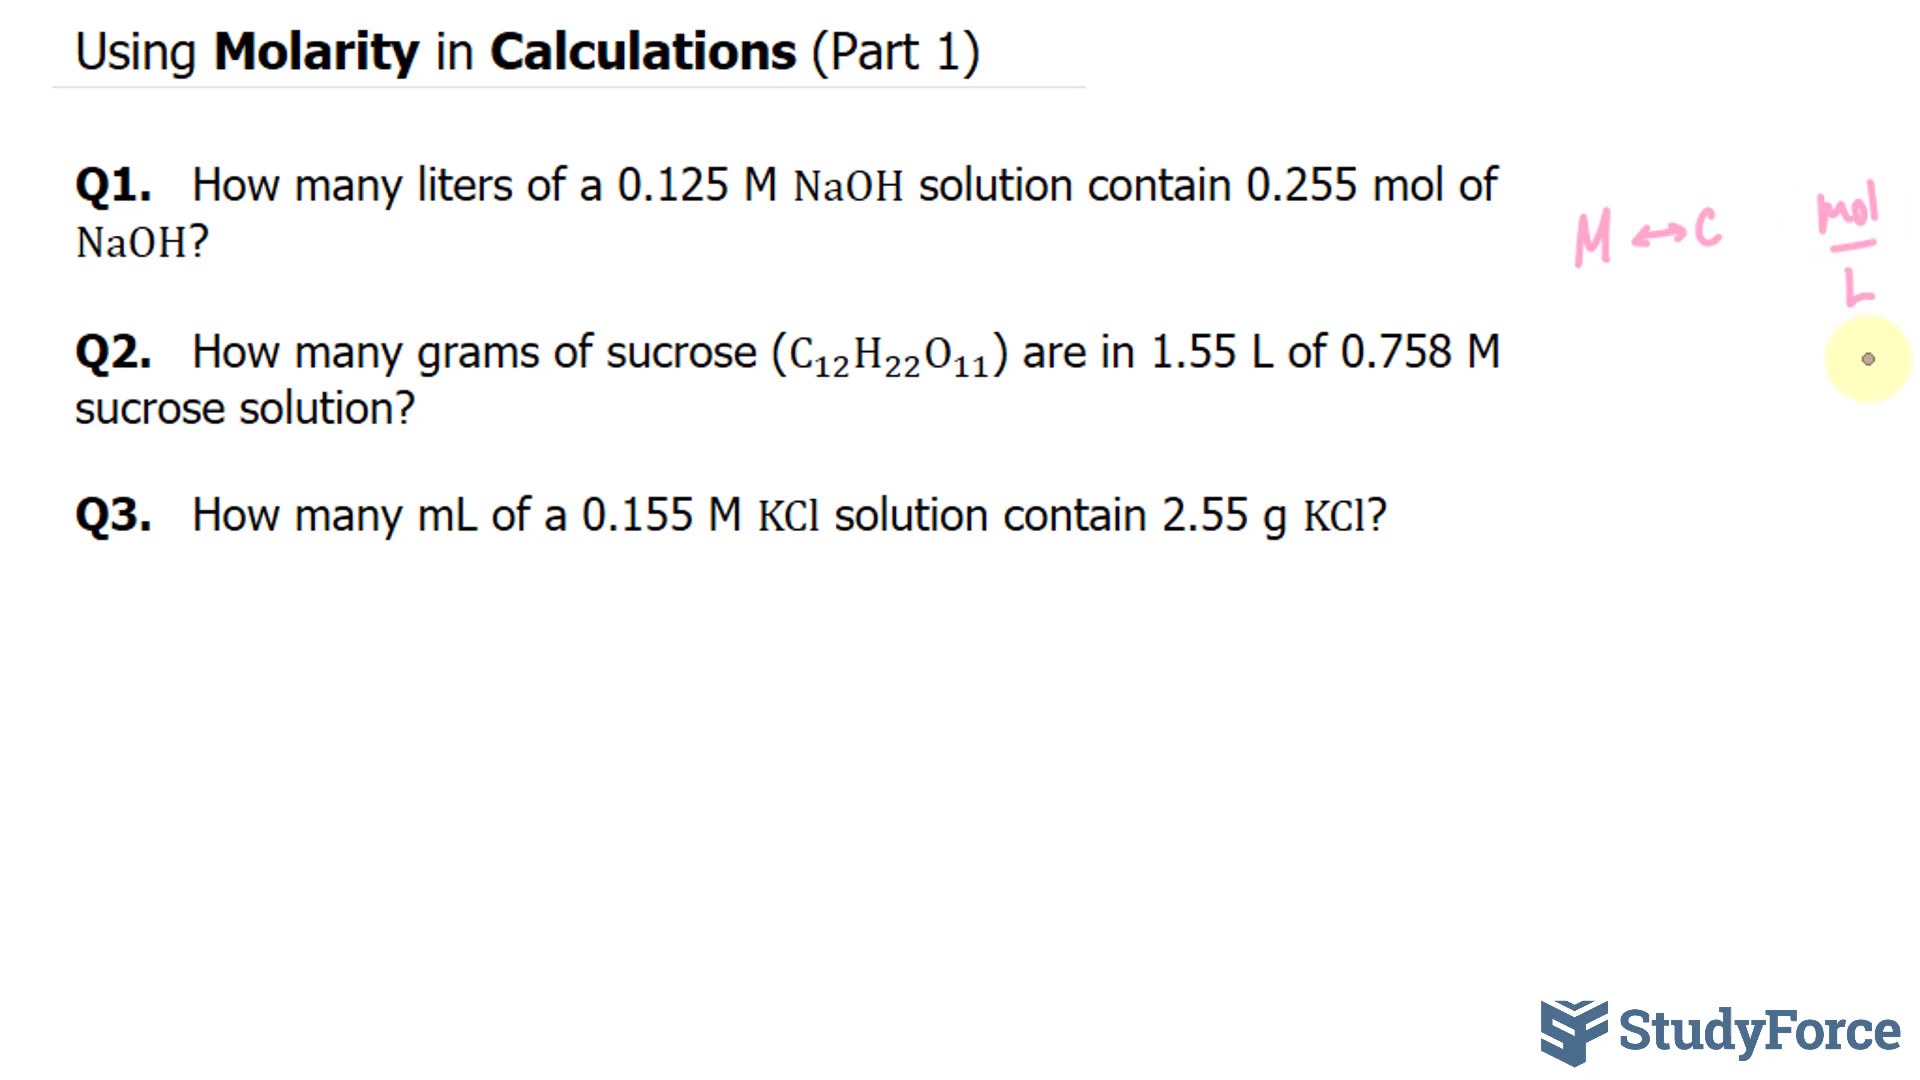 Using Molarity in Calculations (Part 1)
Q1. How many liters of a 0.125 M NaOH solution contain 0.255 mol of
NaOH?
M ↔ C
mol
L
Q2. How many grams of sucrose (C₁₂H₂₂O₁₁) are in 1.55 L of 0.758 M
sucrose solution?
Q3. How many mL of a 0.155 M KCl solution contain 2.55 g KCl?
StudyForce